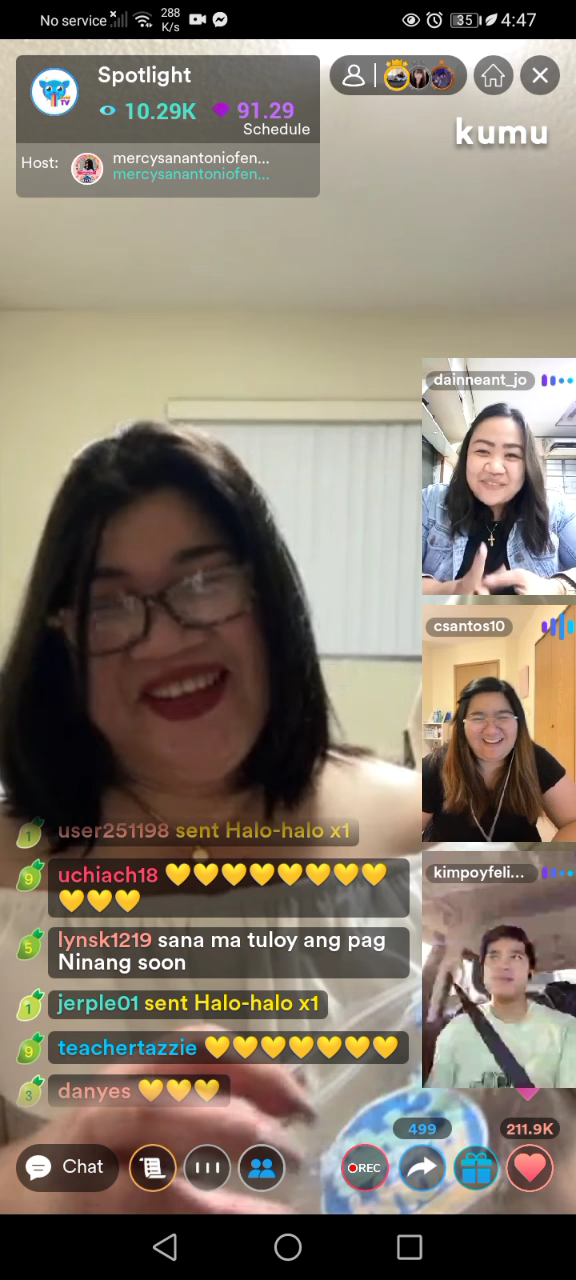 No service
288
K/s
35
4:47
Spotlight
10.29K 91.29
Schedule
Host:
mercysanantoniofen...
mercysanantoniofen...
kumu
dainneant_jo
csantos10
kimpoyfeli...
1 user251198 sent Halo-halo x1
9 uchiach18 💛💛💛💛💛💛💛💛
💛💛💛
5 lynsk1219 sana ma tuloy ang pag
Ninang soon
1 jerple01 sent Halo-halo x1
9 teachertazzie 💛💛💛💛💛💛💛
3 danyes 💛💛💛
499
211.9K
Chat
REC